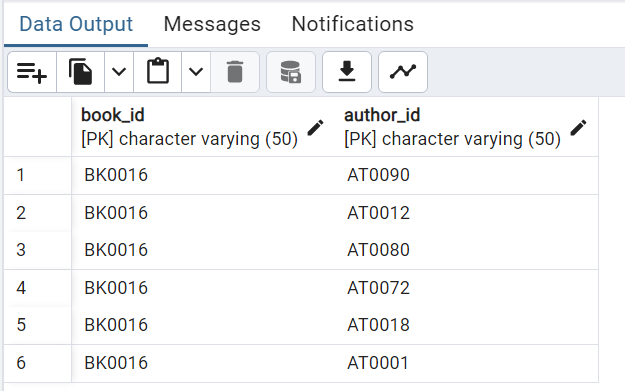 Data Output Messages Notifications
book_id author_id
[PK] character varying (50) [PK] character varying (50)
1 BK0016 AT0090
2 BK0016 AT0012
3 BK0016 AT0080
4 BK0016 AT0072
5 BK0016 AT0018
6 BK0016 AT0001